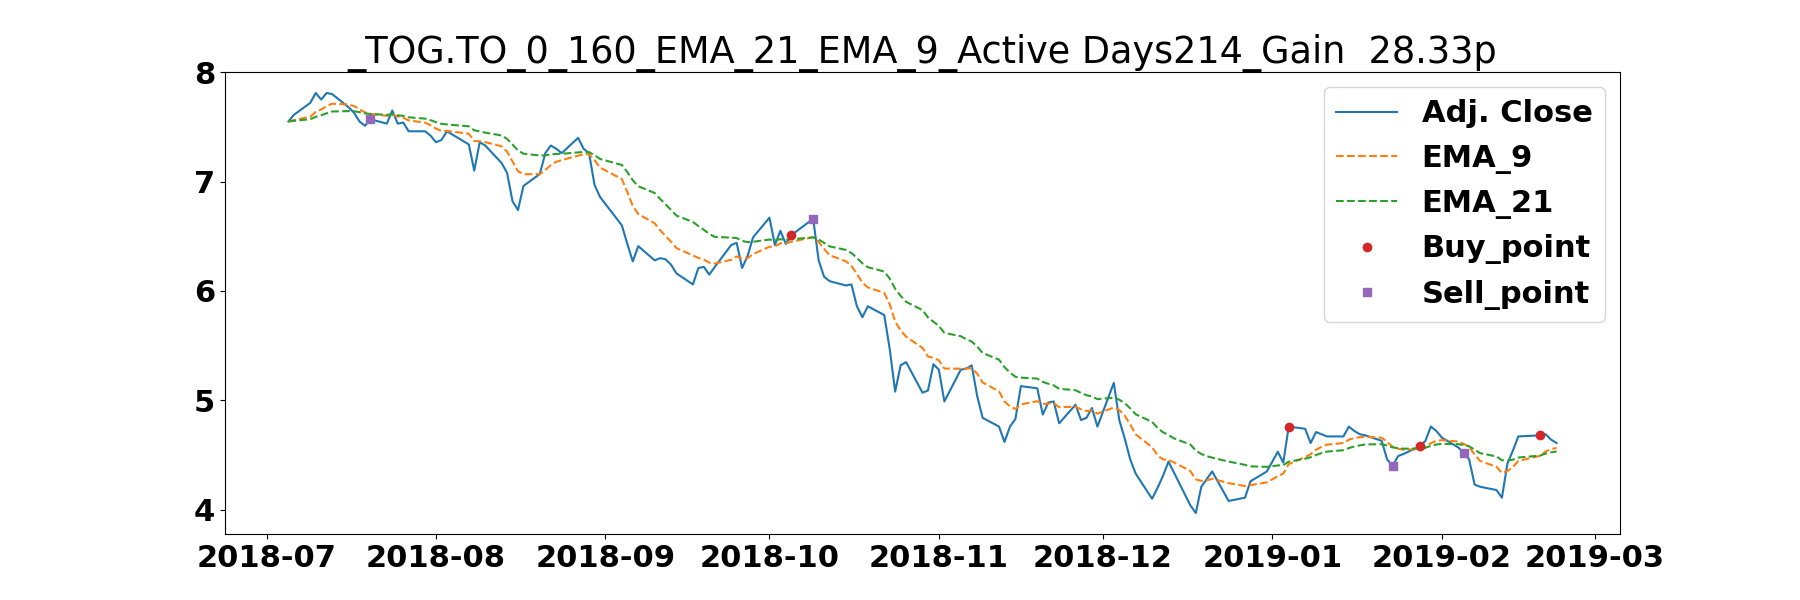 _TOG.TO_0_160_EMA_21_EMA_9_Active Days214_Gain  28.33p
8
7
6
5
4
Adj. Close
EMA_9
EMA_21
Buy_point
Sell_point
2018-07 2018-08 2018-09 2018-10 2018-11 2018-12 2019-01 2019-02 2019-03